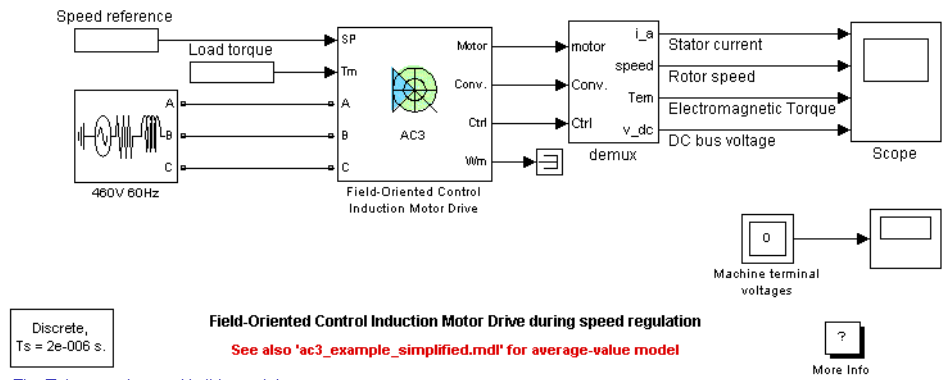 Speed reference
SP
Load torque
Tm
A
B
C
460V 60Hz
A
B
C
AC3
Motor
Conv.
Ctrl
Wm
Field-Oriented Control
Induction Motor Drive
motor
Conv.
Ctrl
i_a
speed
Tem
v_dc
demux
Stator current
Rotor speed
Electromagnetic Torque
DC bus voltage
Scope
0
Machine terminal
voltages
Discrete,
Ts = 2e-006 s.
Field-Oriented Control Induction Motor Drive during speed regulation
See also 'ac3_example_simplified.mdl' for average-value model
?
More Info